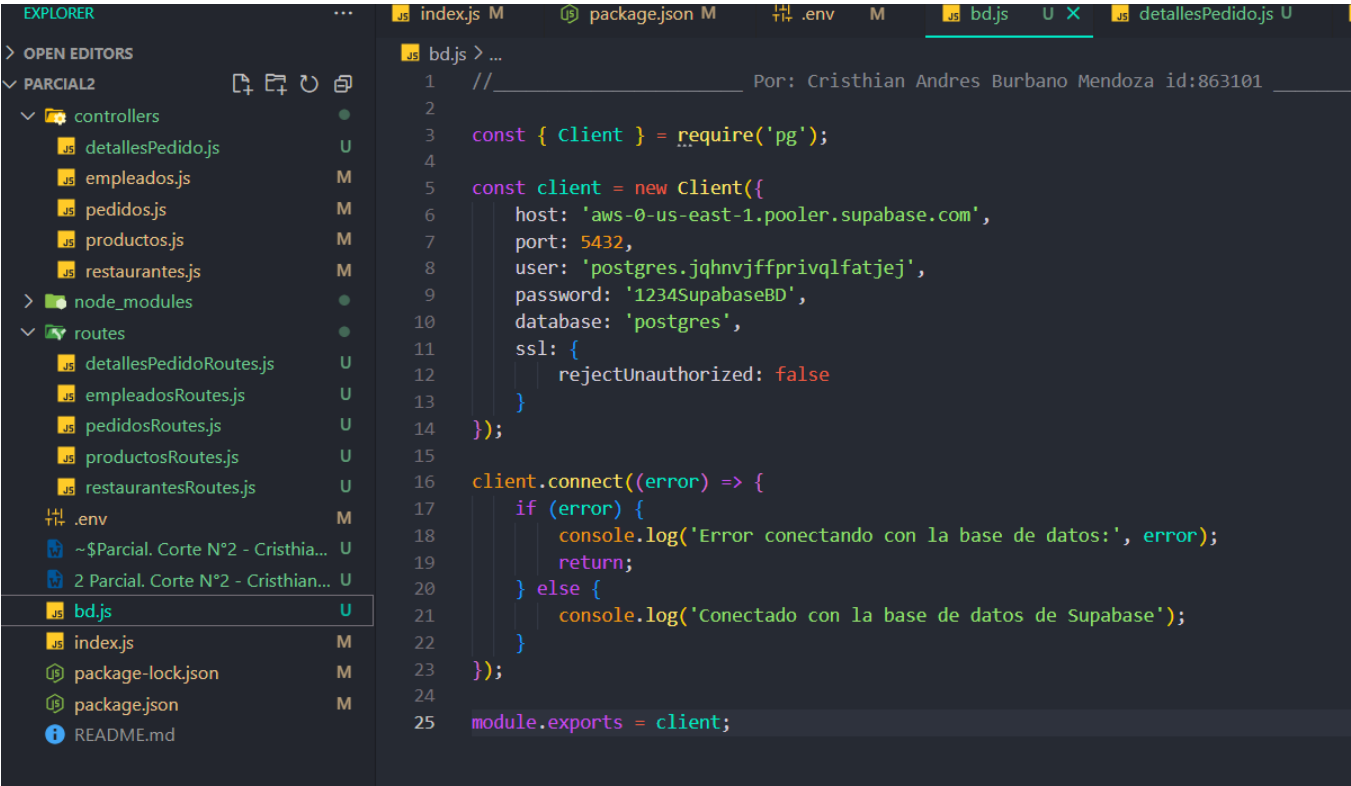 EXPLORER ...
OPEN EDITORS
PARCIAL2
controllers
detallesPedido.js U
empleados.js M
pedidos.js M
productos.js M
restaurantes.js M
node_modules
routes
detallesPedidoRoutes.js U
empleadosRoutes.js U
pedidosRoutes.js U
productosRoutes.js U
restaurantesRoutes.js U
.env M
~$Parcial. Corte N°2 - Cristhia... U
2 Parcial. Corte N°2 - Cristhian... U
bd.js U
index.js M
package-lock.json M
package.json M
README.md
index.js M package.json M .env M bd.js U detallesPedido.js U
bd.js > ...
1 //_______________________ Por: Cristhian Andres Burbano Mendoza id:863101 _______
2
3 const { Client } = require('pg');
4
5 const client = new Client({
6 host: 'aws-0-us-east-1.pooler.supabase.com',
7 port: 5432,
8 user: 'postgres.jqhnvjffprivqlfatjej',
9 password: '1234SupabaseBD',
10 database: 'postgres',
11 ssl: {
12 rejectUnauthorized: false
13 }
14 });
15
16 client.connect((error) => {
17 if (error) {
18 console.log('Error conectando con la base de datos:', error);
19 return;
20 } else {
21 console.log('Conectado con la base de datos de Supabase');
22 }
23 });
24
25 module.exports = client;